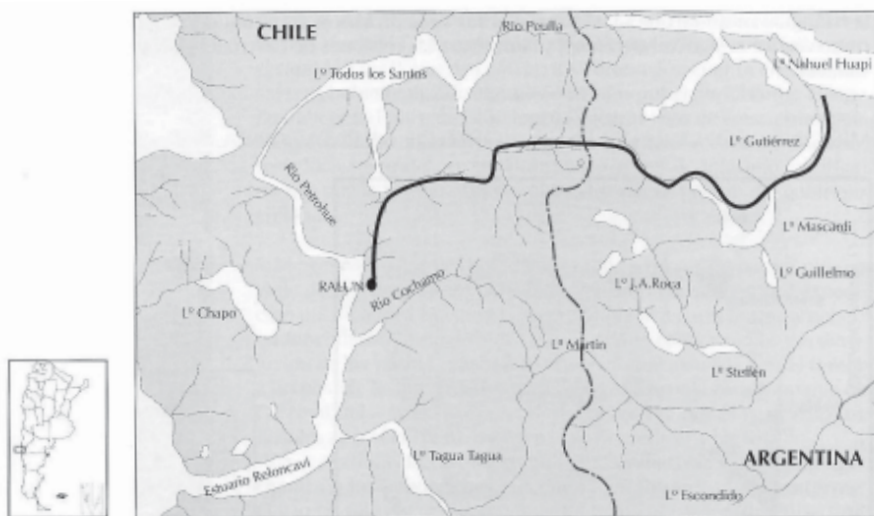 CHILE
Río Peulla
Lº Nahuel Huapi
Lº Todos los Santos
Lº Gutiérrez
Río Petrohue
Lº Mascardi
RALUN
Río Cochamo
Lº Guillelmo
Lº Chapo
Lº J.A.Roca
Lº Martin
Lº Steffen
Lº Tagua Tagua
ARGENTINA
Estuario Reloncaví
Lº Escondido